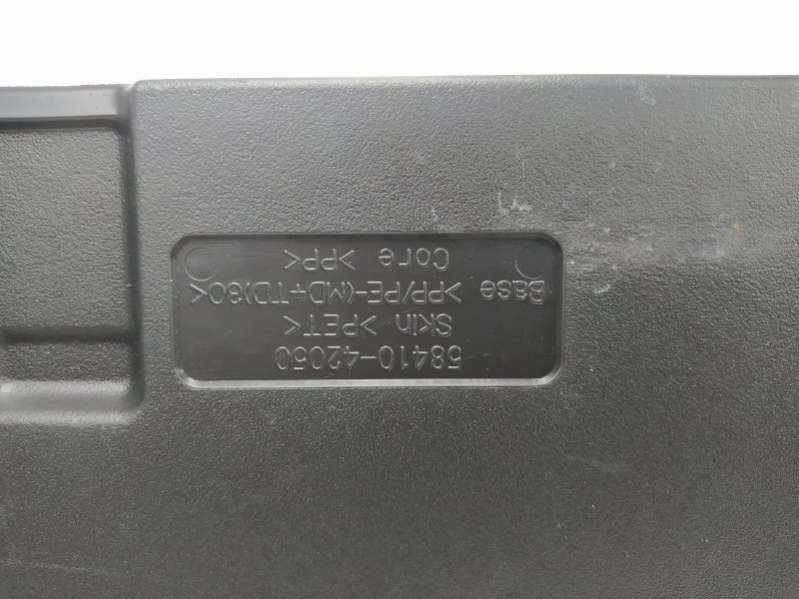 58410-42050
Skin >PET<
Base >PP/PE-(MD+TD)30<
Core >PP<